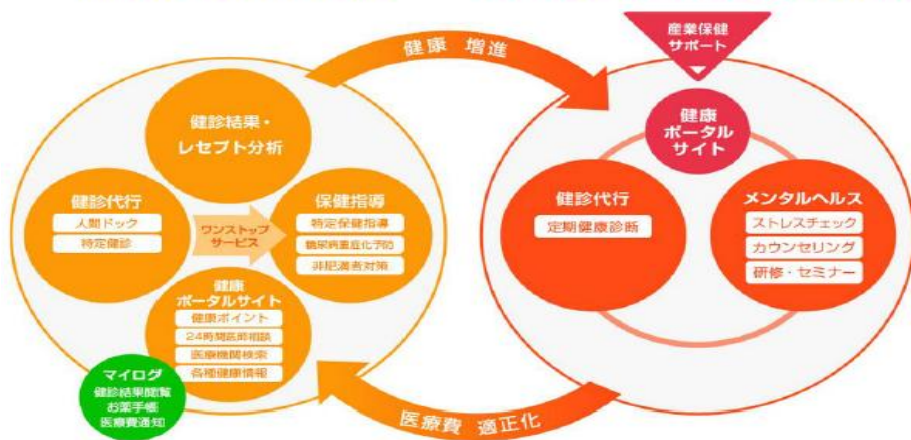 健康 増進
産業保健
サポート
健診結果・
レセプト分析
健診代行
人間ドック
特定健診
ワンストップ
サービス
保健指導
特定保健指導
糖尿病重症化予防
非肥満者対策
健康
ポータルサイト
健康ポイント
24時間医師相談
医療機関検索
各種健康情報
マイログ
健診結果閲覧
お薬手帳
医療費通知
健康
ポータル
サイト
健診代行
定期健康診断
メンタルヘルス
ストレスチェック
カウンセリング
研修・セミナー
医療費 適正化